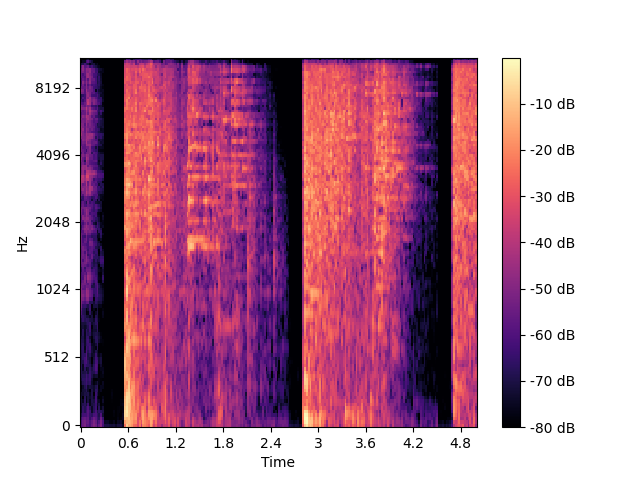 8192
4096
2048
1024
512
0
Hz
0 0.6 1.2 1.8 2.4 3 3.6 4.2 4.8
Time
-10 dB
-20 dB
-30 dB
-40 dB
-50 dB
-60 dB
-70 dB
-80 dB